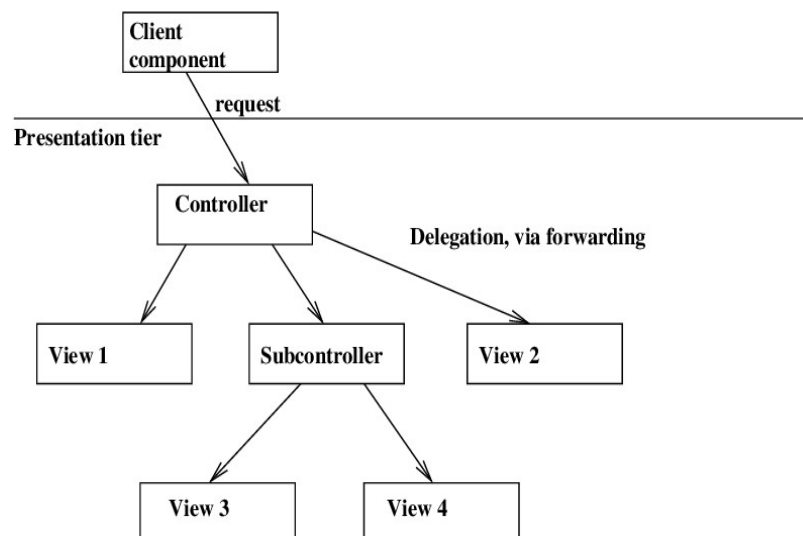 Client
component
request
Presentation tier
Controller
Delegation, via forwarding
View 1
Subcontroller
View 2
View 3
View 4